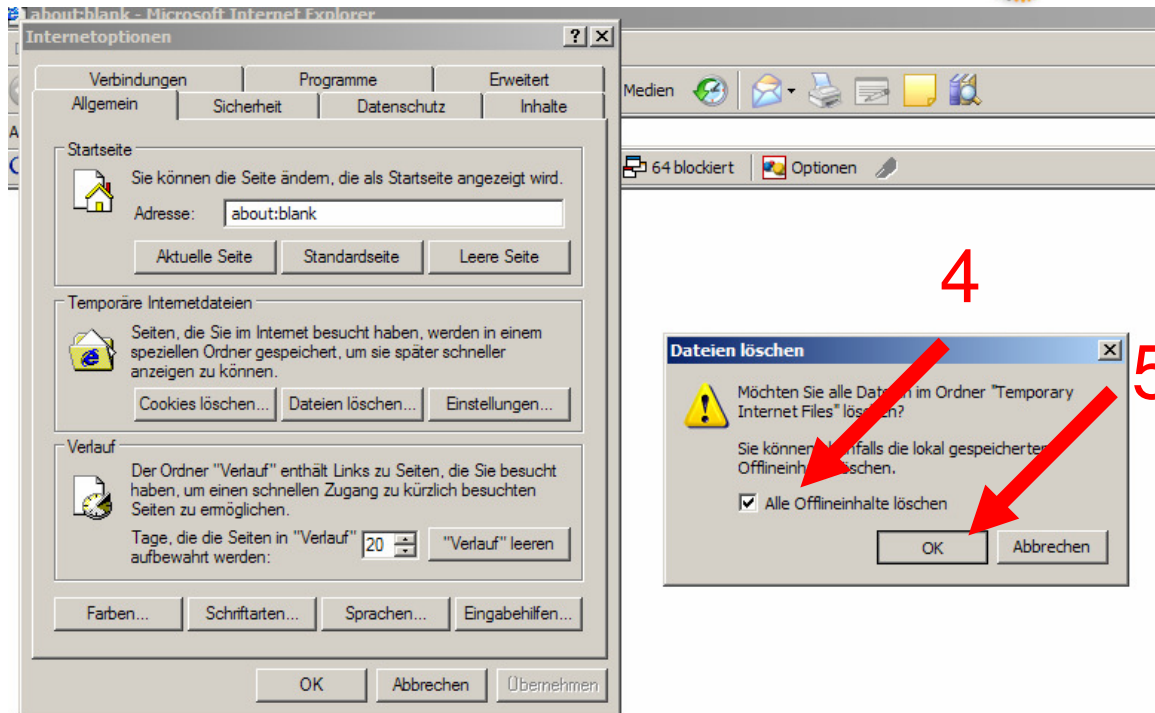 about:blank - Microsoft Internet Explorer
Internetoptionen
Verbindungen Programme Erweitert
Allgemein Sicherheit Datenschutz Inhalte
Startseite
Sie können die Seite ändern, die als Startseite angezeigt wird.
Adresse: about:blank
Aktuelle Seite Standardseite Leere Seite
Temporäre Internetdateien
Seiten, die Sie im Internet besucht haben, werden in einem
speziellen Ordner gespeichert, um sie später schneller
anzeigen zu können.
Cookies löschen... Dateien löschen... Einstellungen...
Verlauf
Der Ordner "Verlauf" enthält Links zu Seiten, die Sie besucht
haben, um einen schnellen Zugang zu kürzlich besuchten
Seiten zu ermöglichen.
Tage, die die Seiten in "Verlauf"
aufbewahrt werden:
20
"Verlauf" leeren
Farben... Schriftarten... Sprachen... Eingabehilfen...
OK Abbrechen Übernehmen
Medien
64 blockiert Optionen
4
Dateien löschen
5
Möchten Sie alle Dateien im Ordner "Temporary
Internet Files" löschen?
Sie können ebenfalls die lokal gespeicherten
Offlineinhalte löschen.
Alle Offlineinhalte löschen
OK Abbrechen